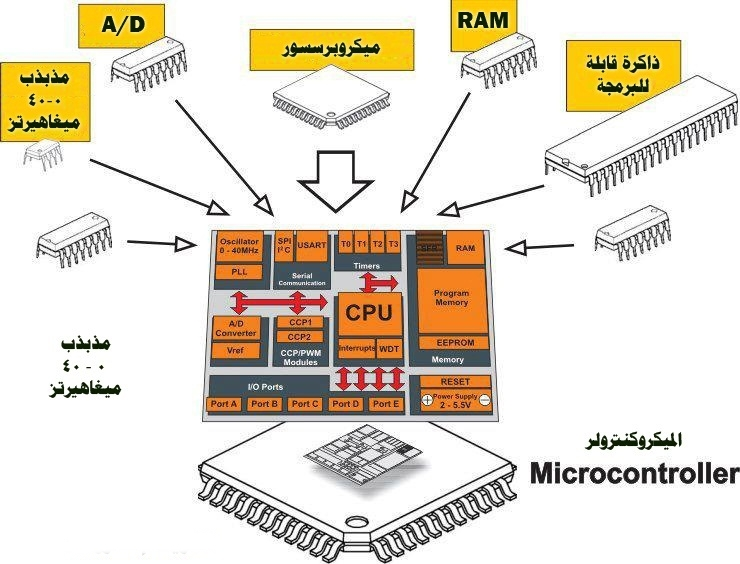 A/D
ميكروبرسسور
RAM
ذاكرة قابلة
للبرمجة
مذبذب
٠-٤٠
ميغاهيرتز
Oscillator
0 - 40MHz
PLL
SPI
I²C
USART
Serial
Communication
T0 T1 T2 T3
Timers
SFR
RAM
Program
Memory
EEPROM
Memory
A/D
Converter
Vref
CCP1
CCP2
CCP/PWM
Modules
CPU
Interrupts
WDT
I/O Ports
Port A Port B Port C Port D Port E
RESET
Power Supply
2 - 5.5V
مذبذب
٠-٤٠
ميغاهيرتز
الميكروكنترولر
Microcontroller